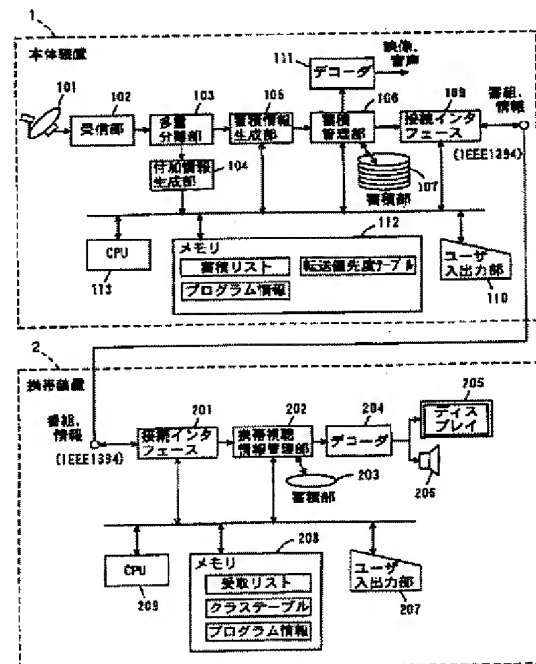 1
本体装置
101
102
受信部
103
多重
分離部
105
蓄積情報
生成部
111
デコーダ
映像、
音声
106
蓄積
管理部
109
接続インタ
フェース
番組、
情報
(IEEE1394)
付加情報
生成部
104
107
蓄積部
CPU
113
112
メモリ
蓄積リスト
転送優先度テーブル
プログラム情報
ユーザ
入出力部
110
2
携帯装置
番組、
情報
(IEEE1394)
201
接続インタ
フェース
202
携帯視聴
情報管理部
204
デコーダ
205
ディス
プレイ
206
203
蓄積部
CPU
209
208
メモリ
受取リスト
クラステーブル
プログラム情報
ユーザ
入出力部
207